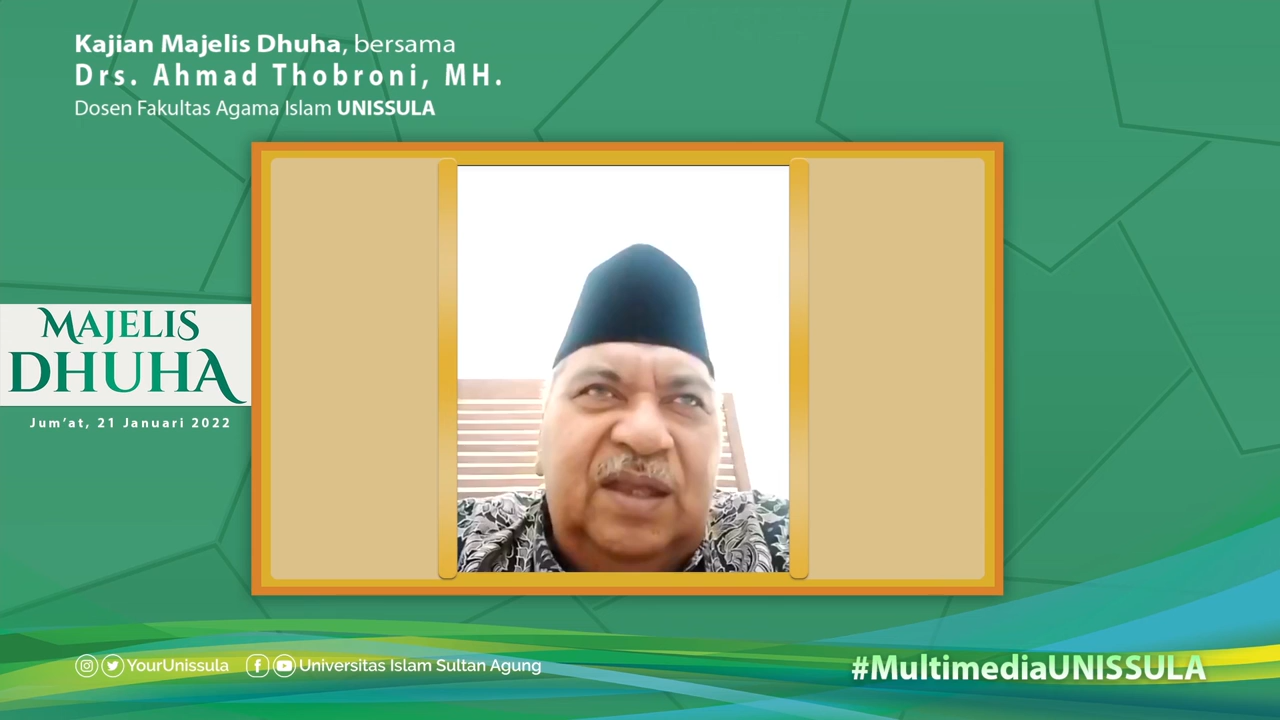 Kajian Majelis Dhuha, bersama
Drs. Ahmad Thobroni, MH.
Dosen Fakultas Agama Islam UNISSULA
MAJELIS
DHUHA
Jum'at, 21 Januari 2022
YourUnissula
Universitas Islam Sultan Agung
#MultimediaUNISSULA